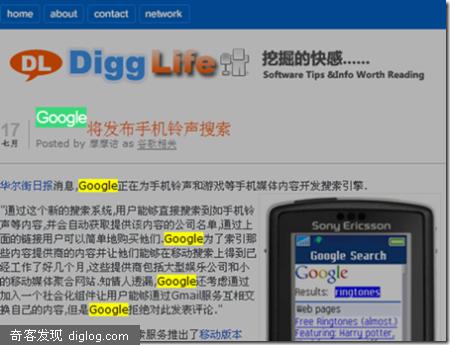 home about contact network
DL Digg Life 挖掘的快感......
Software Tips &Info Worth Reading
17
七月
Google将发布手机铃声搜索
Posted by 摩摩诘 as 谷歌相关
华尔街日报消息,Google正在为手机铃声和游戏等手机媒体内容开发搜索引擎.
"通过这个新的搜索系统,用户能够直接搜索到如手机铃
声等内容,并会自动获取提供该内容的公司名单,通过上
面的链接用户可以简单地购买他们.Google为了索引那
些内容提供商的内容并让他们能够在移动搜索上得到已
经工作了好几个月,这些提供商包括大型娱乐公司和小
的移动媒体聚合网站.知情人透漏,Google还考虑通过
加入一个社会化组件让用户能够通过Gmail服务互相交
换自己的内容,但是Google拒绝对此发表评论."
索服务推出了移动版本
Sony Ericsson
Google Search
Google
Results: ringtones
Web pages
Free Ringtones (almost.)
Featuring: Harry potter,
奇客发现 diglog.com